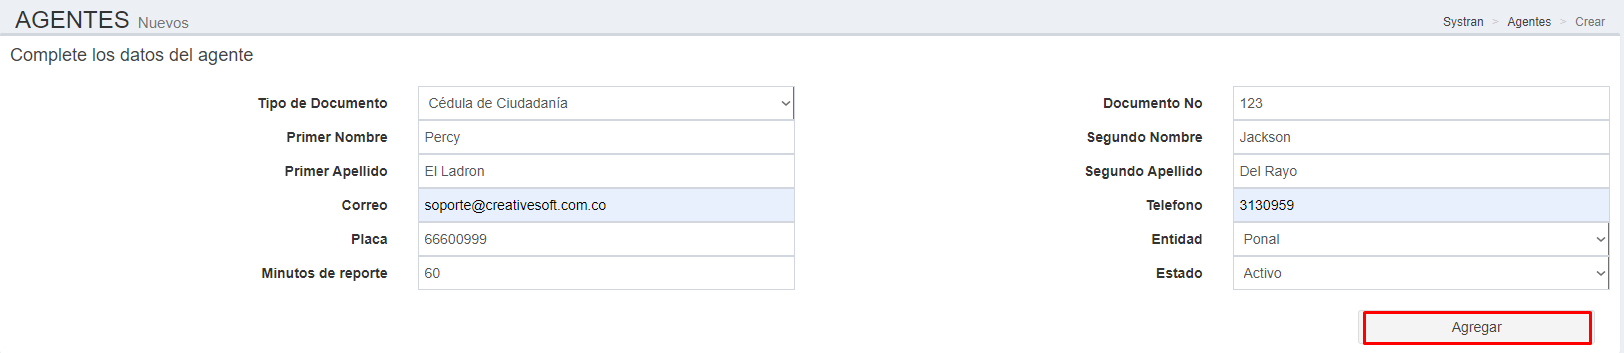 AGENTES Nuevos
Systran > Agentes > Crear
Complete los datos del agente
Tipo de Documento Cédula de Ciudadanía Documento No 123
Primer Nombre Percy Segundo Nombre Jackson
Primer Apellido El Ladron Segundo Apellido Del Rayo
Correo soporte@creativesoft.com.co Telefono 3130959
Placa 66600999 Entidad Ponal
Minutos de reporte 60 Estado Activo
Agregar